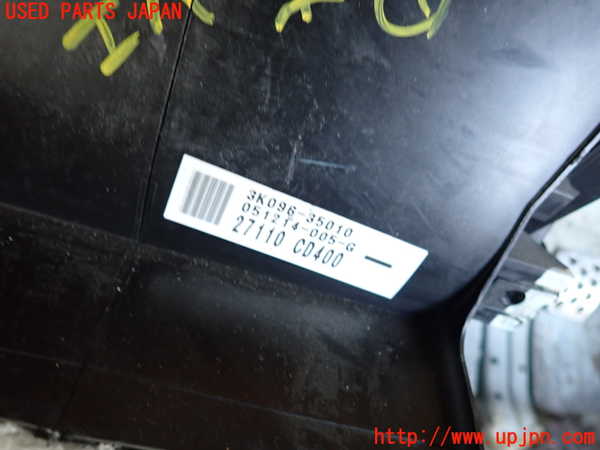 USED PARTS JAPAN
3K096-35010
051214-005-G
27110 CD400 —
http://www.upjpn.com/